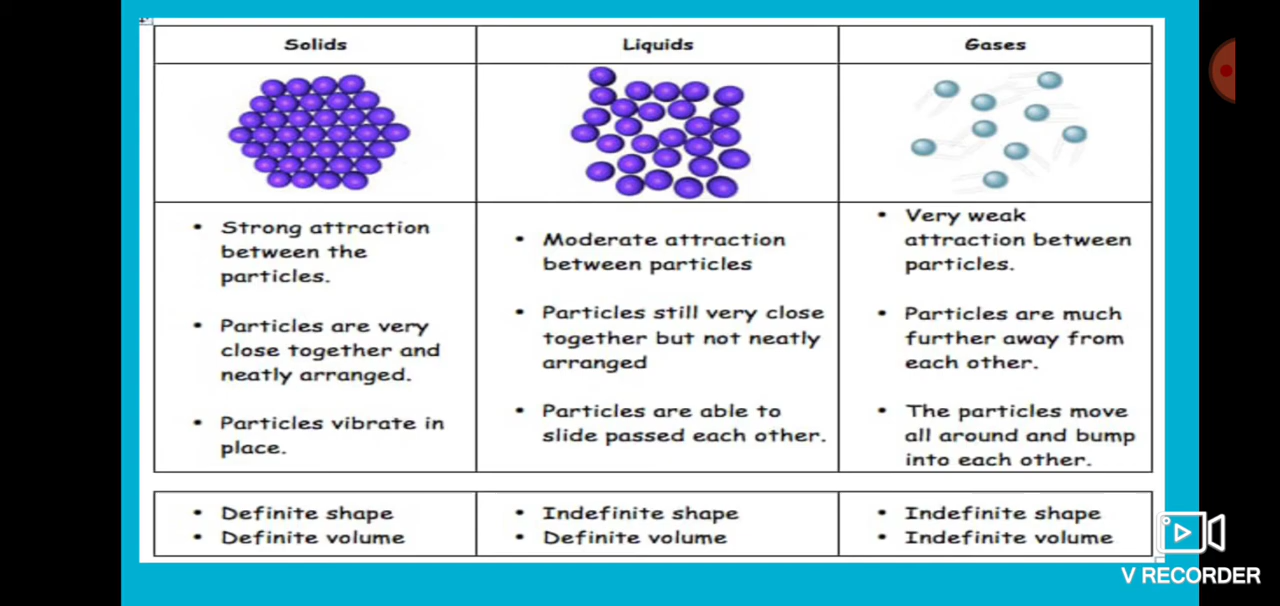 Solids
Liquids
Gases
• Strong attraction
between the
particles.
• Particles are very
close together and
neatly arranged.
• Particles vibrate in
place.
• Moderate attraction
between particles
• Particles still very close
together but not neatly
arranged
• Particles are able to
slide passed each other.
• Very weak
attraction between
particles.
• Particles are much
further away from
each other.
• The particles move
all around and bump
into each other.
• Definite shape
• Definite volume
• Indefinite shape
• Definite volume
• Indefinite shape
• Indefinite volume
V RECORDER